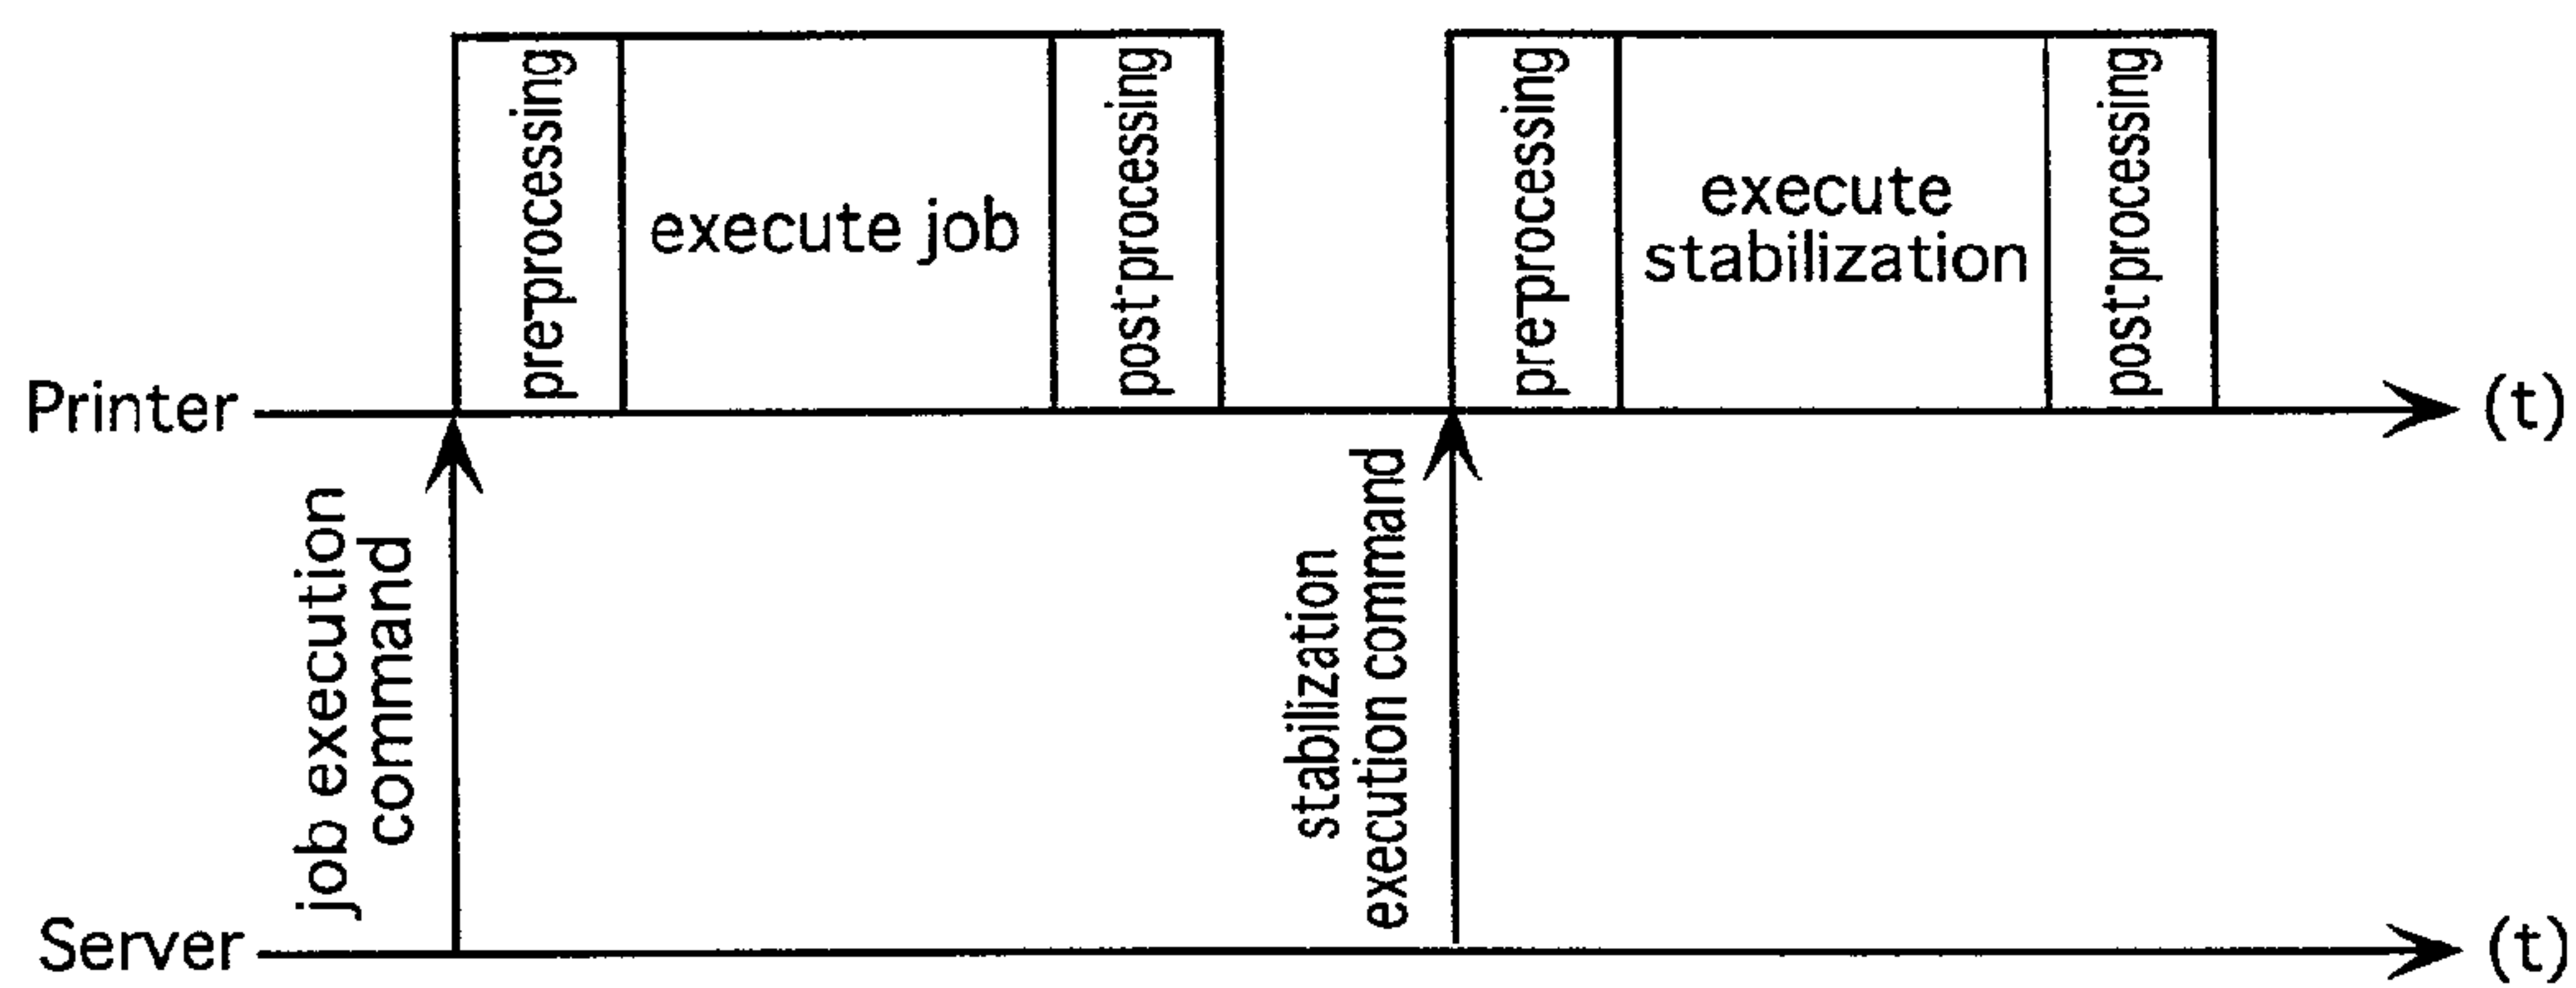 pre-processing
execute job
post-processing
pre-processing
execute
stabilization
post-processing
Printer
(t)
job execution
command
stabilization
execution command
Server
(t)